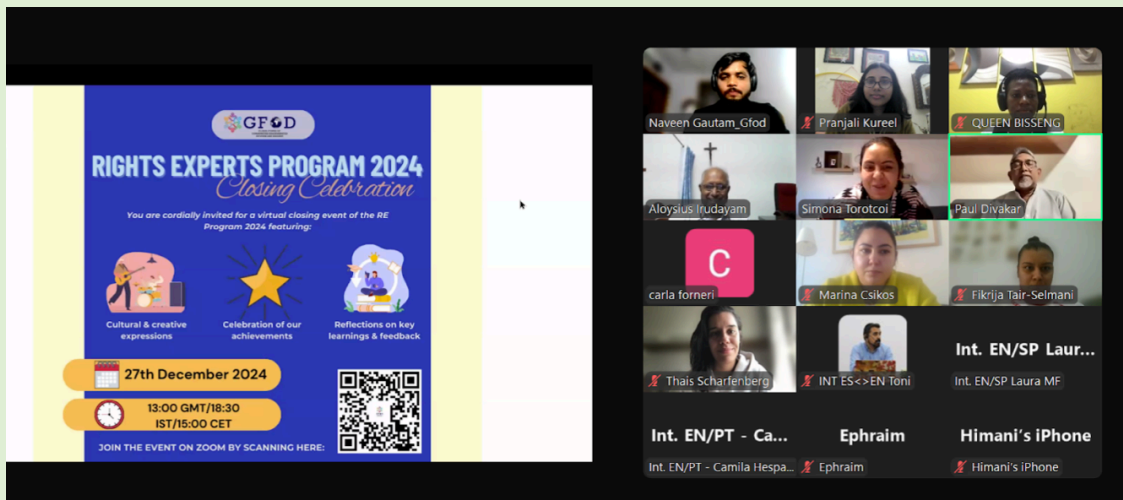 GFOD
RIGHTS EXPERTS PROGRAM 2024
Closing Celebration
You are cordially invited for a virtual closing event of the RE
Program 2024 featuring:
Cultural & creative
expressions
Celebration of our
achievements
Reflections on key
learnings & feedback
27th December 2024
13:00 GMT/18:30
IST/15:00 CET
JOIN THE EVENT ON ZOOM BY SCANNING HERE:
Naveen Gautam_Gfod
Pranjali Kureel
QUEEN BISSENG
Aloysius Irudayam
Simona Torotcoi
Paul Divakar
C
carla forneri
Marina Csikos
Fikrija Tair-Selmani
Thais Scharfenberg
INT ES<>EN Toni
Int. EN/SP Laur...
Int. EN/SP Laura MF
Int. EN/PT - Ca...
Int. EN/PT - Camila Hespa...
Ephraim
Ephraim
Himani's iPhone
Himani's iPhone